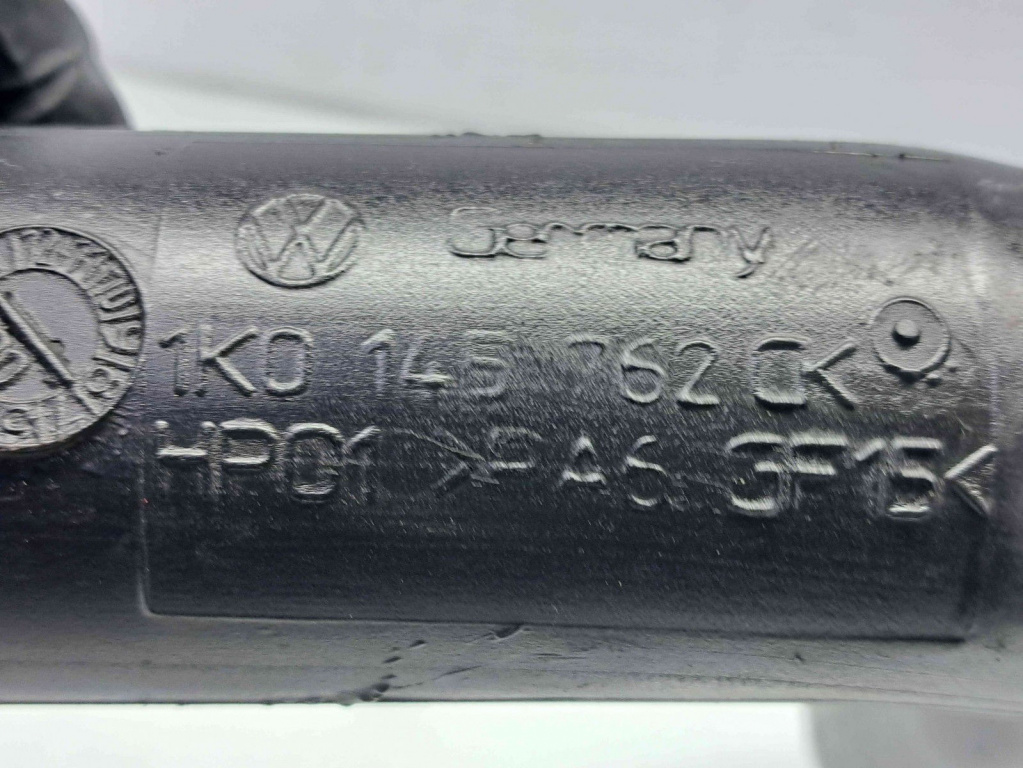 Germany
1K0 145 762 CK
HP01 >PA6 GF15<